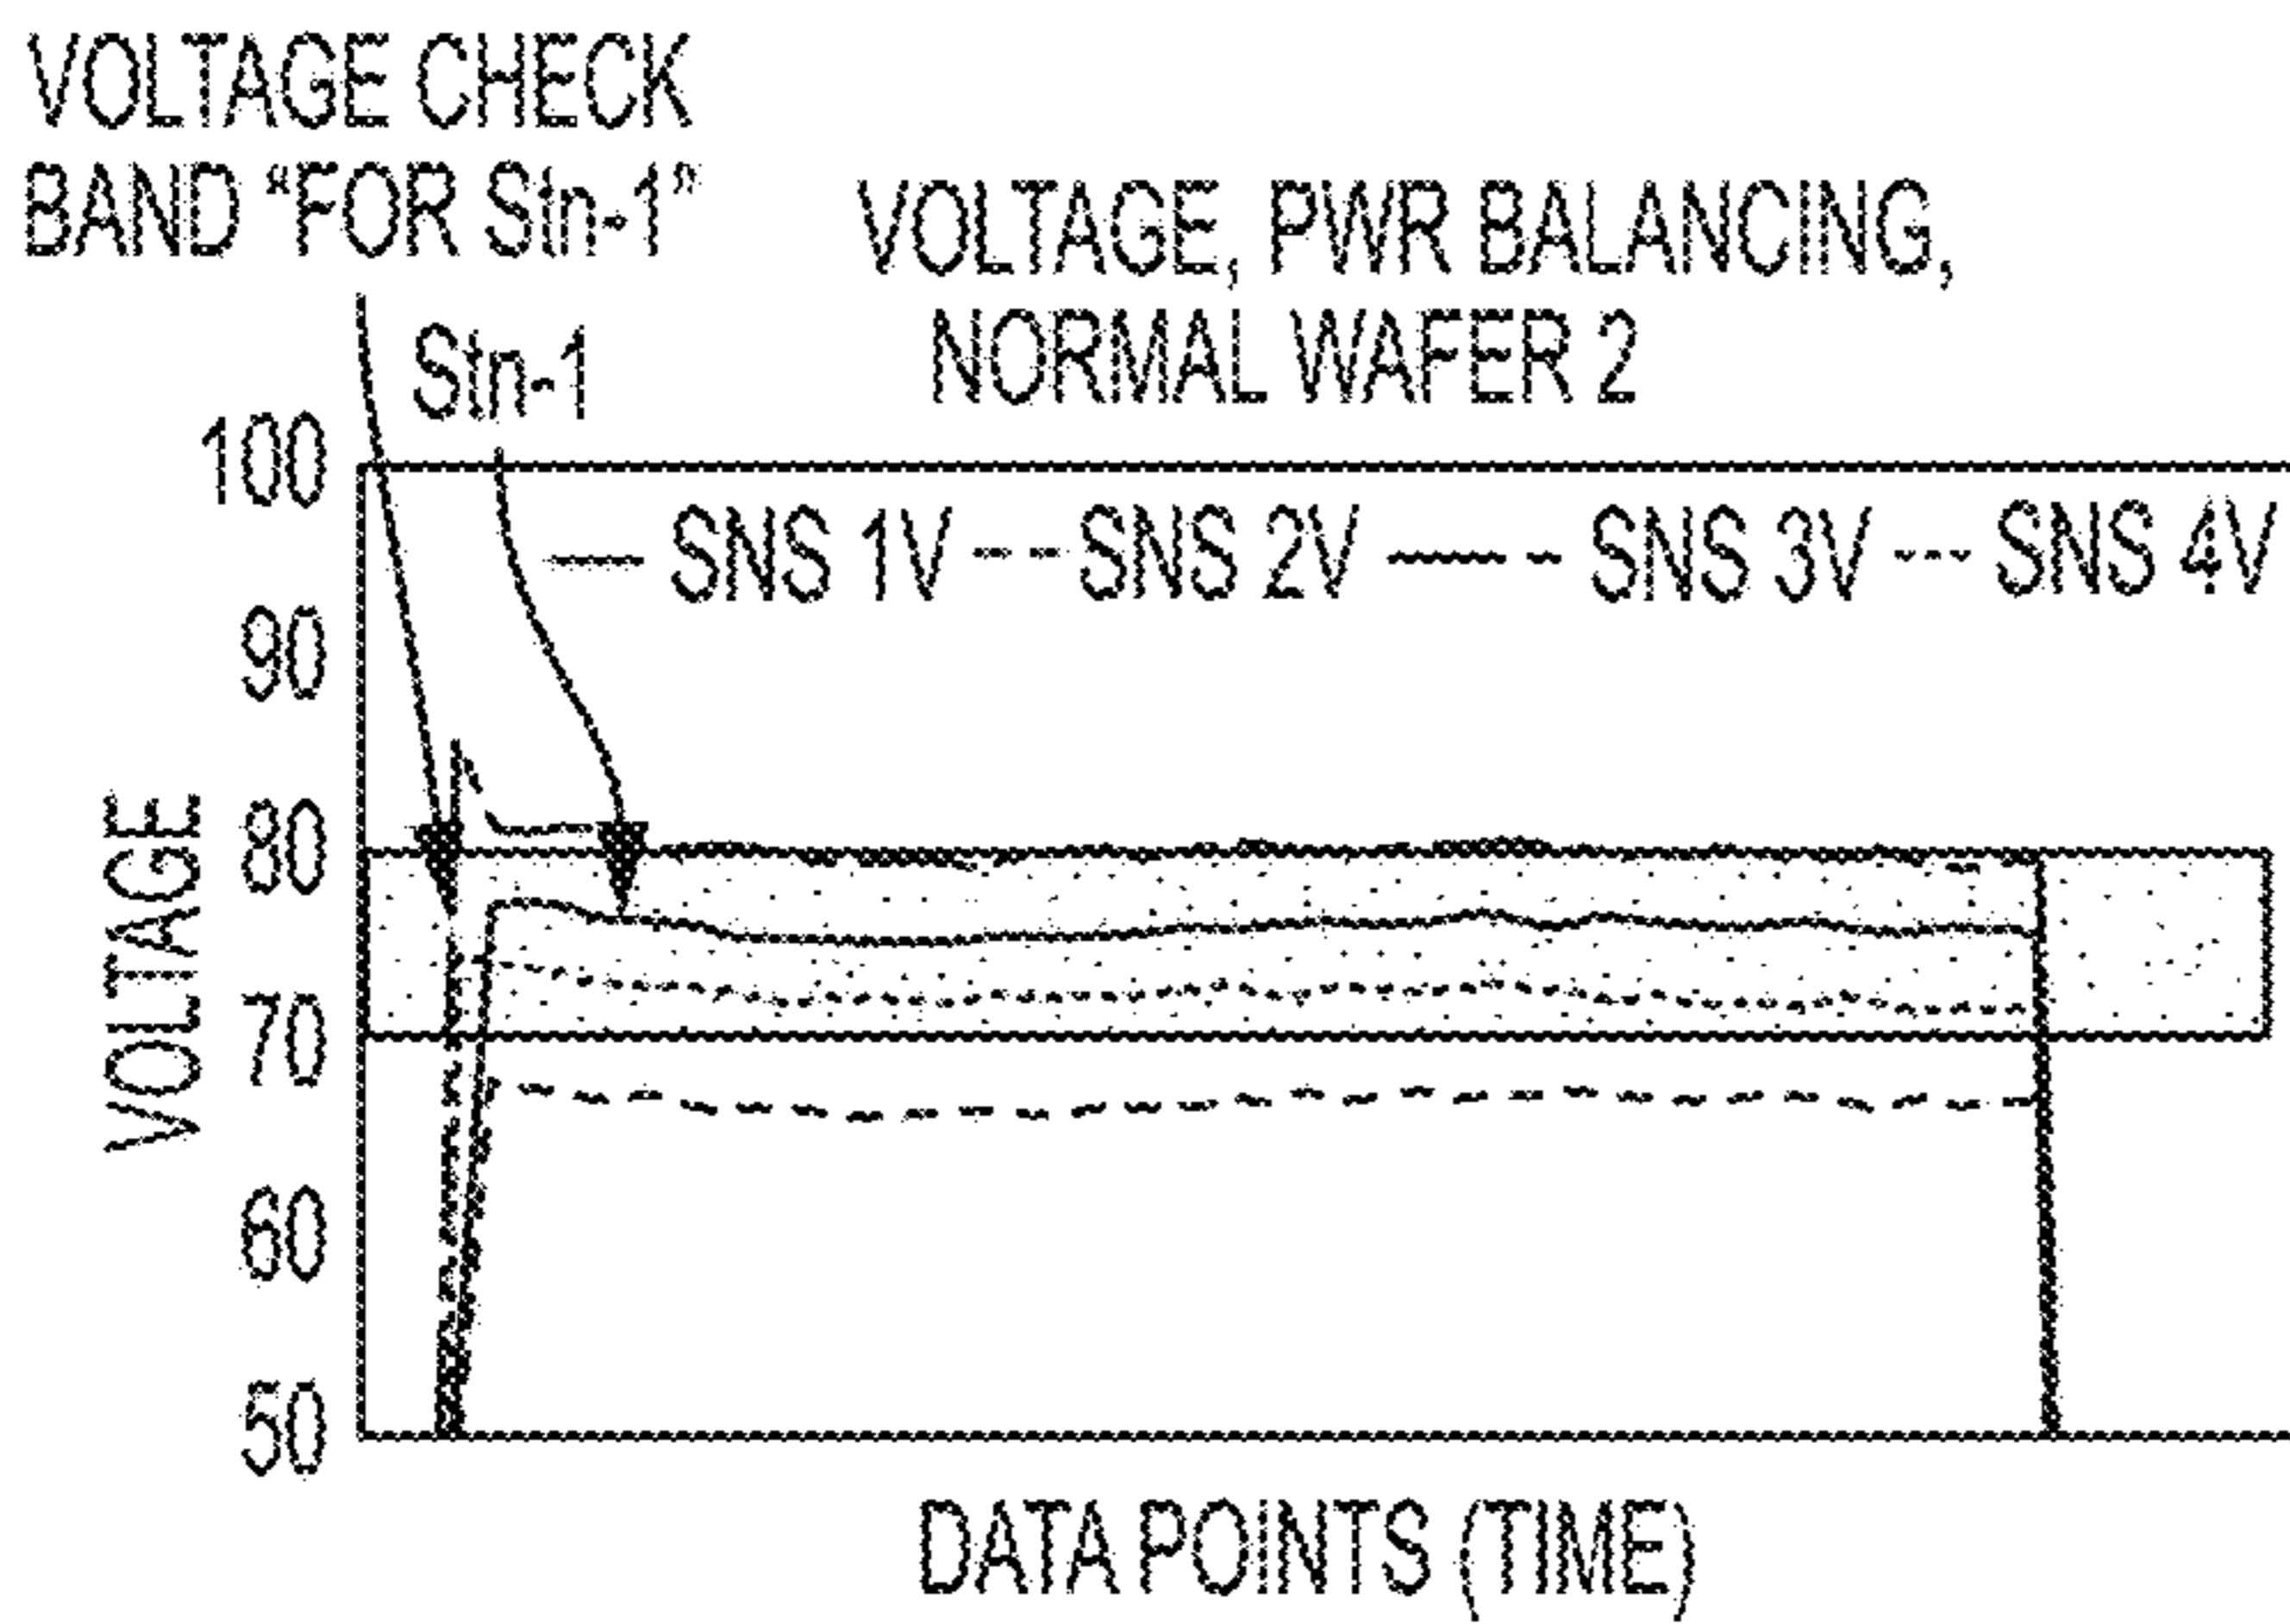 VOLTAGE CHECK
BAND “FOR Stn-1”
VOLTAGE, PWR BALANCING,
NORMAL WAFER 2
Stn-1
100
SNS 1V SNS 2V SNS 3V SNS 4V
90
80
70
60
50
VOLTAGE
DATA POINTS (TIME)